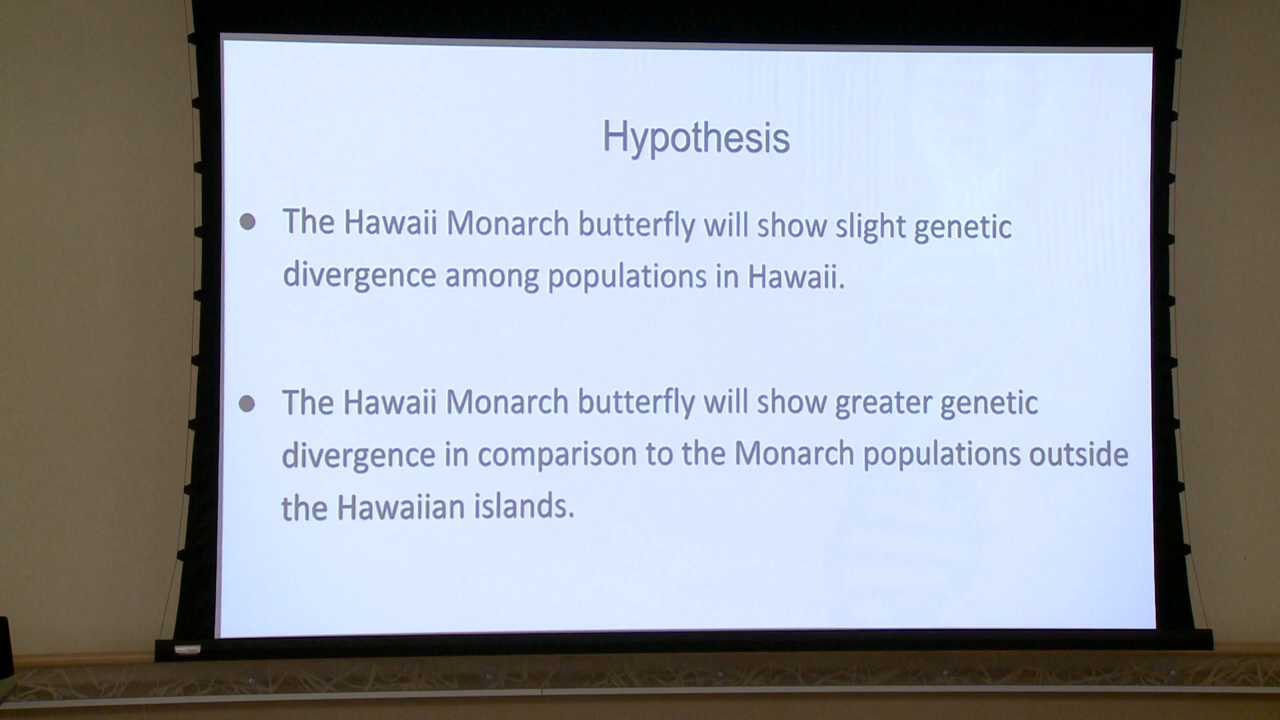 Hypothesis
● The Hawaii Monarch butterfly will show slight genetic
divergence among populations in Hawaii.
● The Hawaii Monarch butterfly will show greater genetic
divergence in comparison to the Monarch populations outside
the Hawaiian islands.